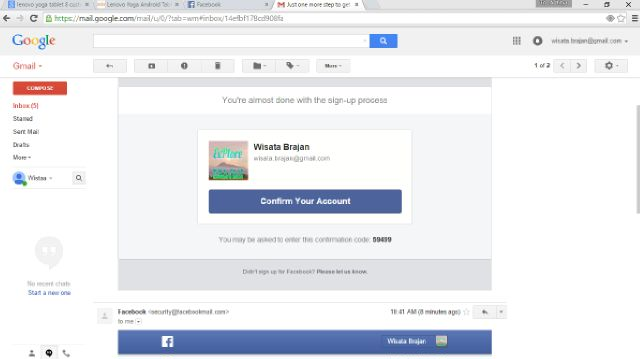 lenovo yoga tablet 8 cust
Lenovo Yoga Android Tab
Facebook
Just one more step to ge
https://mail.google.com/mail/u/0/?tab=wm#inbox/14efbf178cd908fa
Google
wisata.brajan@gmail.com
Gmail
More
1 of 2
COMPOSE
Inbox (5)
Starred
Sent Mail
Drafts
More
Wisata
No recent chats
Start a new one
You're almost done with the sign-up process
Wisata Brajan
wisata.brajan@gmail.com
ExPlore
Confirm Your Account
You may be asked to enter this confirmation code: 59499
Didn't sign up for Facebook? Please let us know.
Facebook <security@facebookmail.com>
10:41 AM (8 minutes ago)
to me
Wisata Brajan